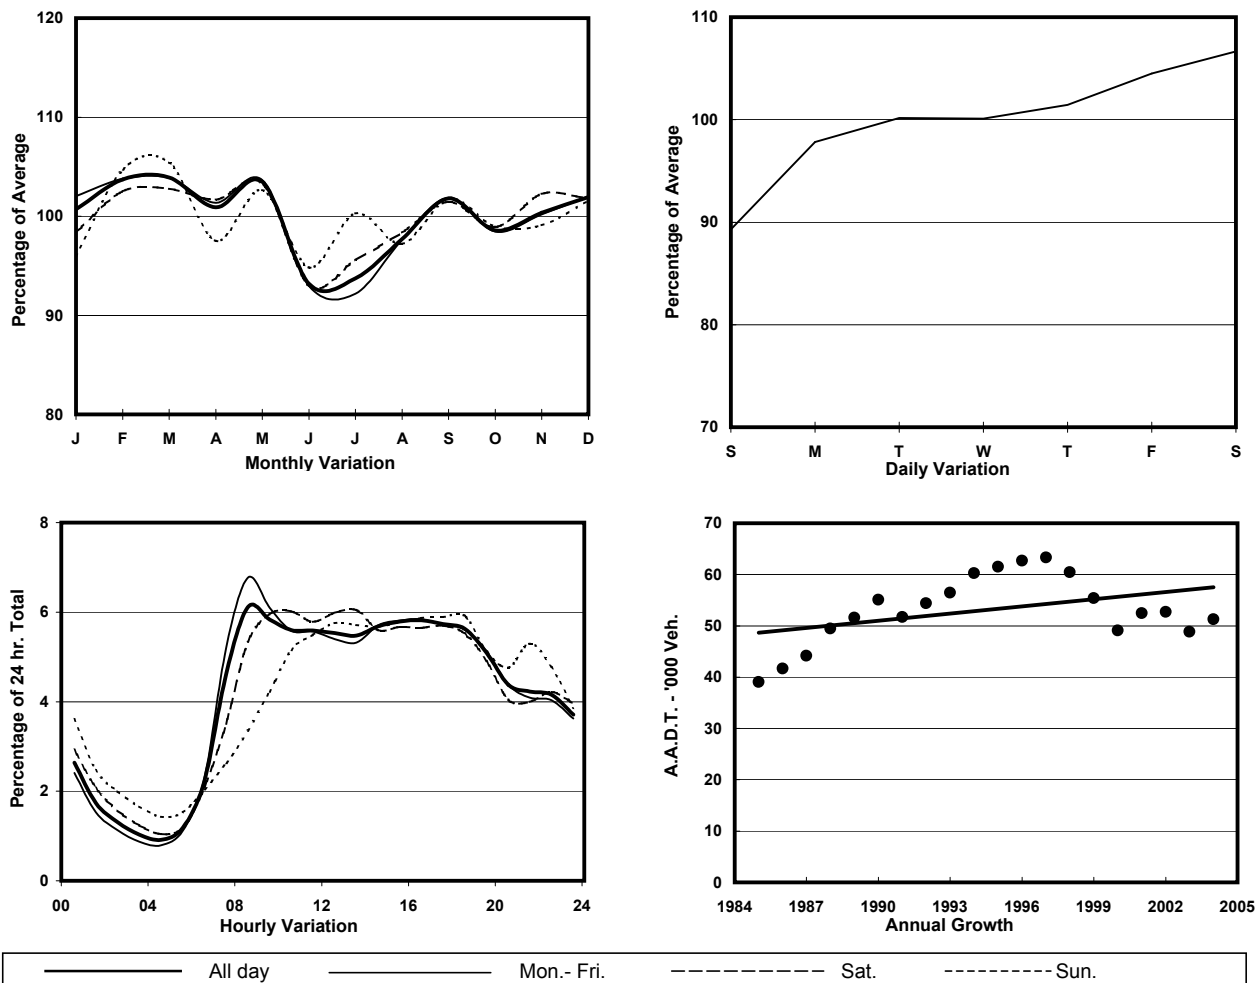 120
110
100
90
80
Percentage of Average
J F M A M J J A S O N D
Monthly Variation
110
100
90
80
70
Percentage of Average
S M T W T F S
Daily Variation
8
6
4
2
0
Percentage of 24 hr. Total
00 04 08 12 16 20 24
Hourly Variation
70
60
50
40
30
20
10
0
A.A.D.T. - '000 Veh.
1984 1987 1990 1993 1996 1999 2002 2005
Annual Growth
All day Mon.- Fri. Sat. Sun.